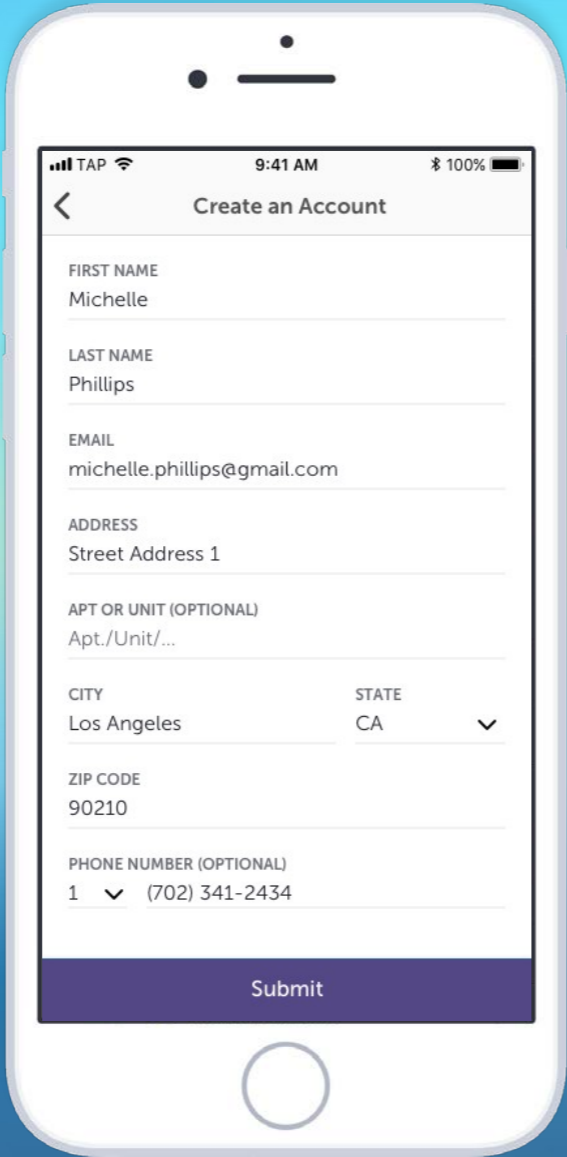 TAP 9:41 AM 100%
Create an Account
FIRST NAME
Michelle
LAST NAME
Phillips
EMAIL
michelle.phillips@gmail.com
ADDRESS
Street Address 1
APT OR UNIT (OPTIONAL)
Apt./Unit/...
CITY STATE
Los Angeles CA
ZIP CODE
90210
PHONE NUMBER (OPTIONAL)
1 (702) 341-2434
Submit